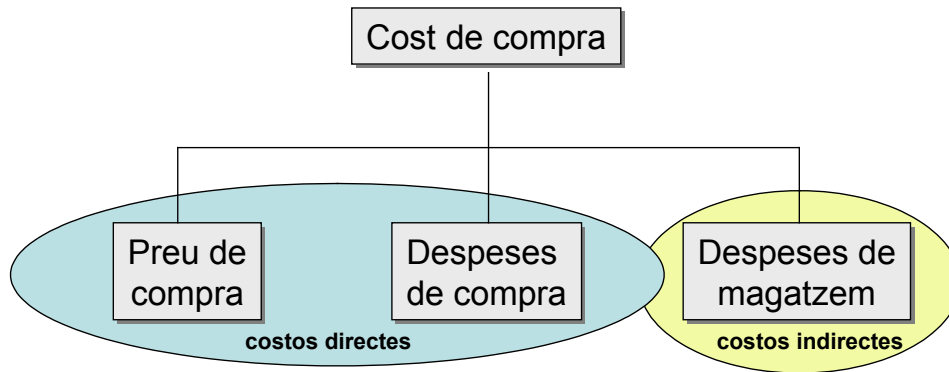 Cost de compra
Preu de
compra
Despeses
de compra
Despeses de
magatzem
costos directes
costos indirectes